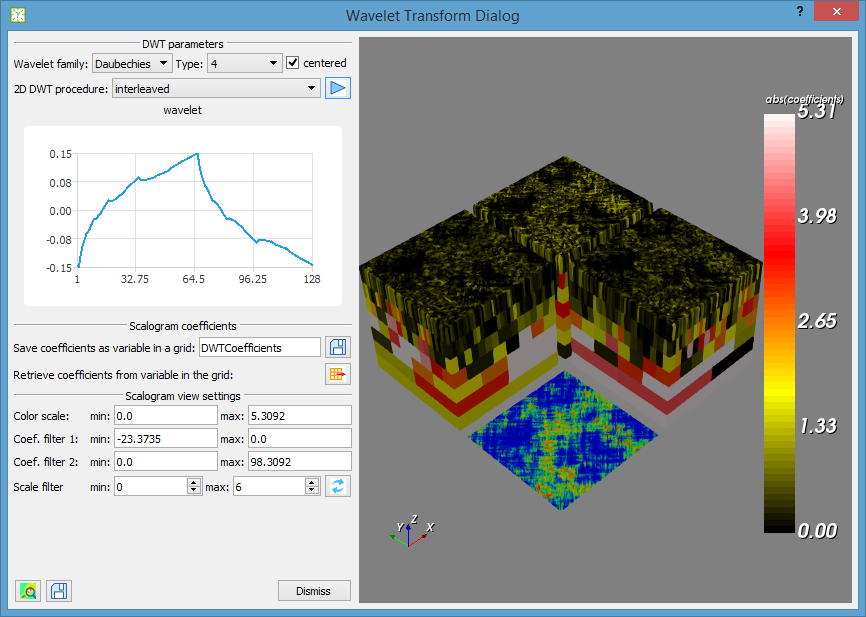 Wavelet Transform Dialog
?
DWT parameters
Wavelet family: Daubechies Type: 4 centered
2D DWT procedure: interleaved
wavelet
0.15
0.08
0.00
-0.08
-0.15
1 32.75 64.5 96.25 128
Scalogram coefficients
Save coefficients as variable in a grid: DWTCoefficients
Retrieve coefficients from variable in the grid:
Scalogram view settings
Color scale: min: 0.0 max: 5.3092
Coef. filter 1: min: -23.3735 max: 0.0
Coef. filter 2: min: 0.0 max: 98.3092
Scale filter min: 0 max: 6
Dismiss
abs(coefficients)
5.31
3.98
2.65
1.33
0.00
Y Z X